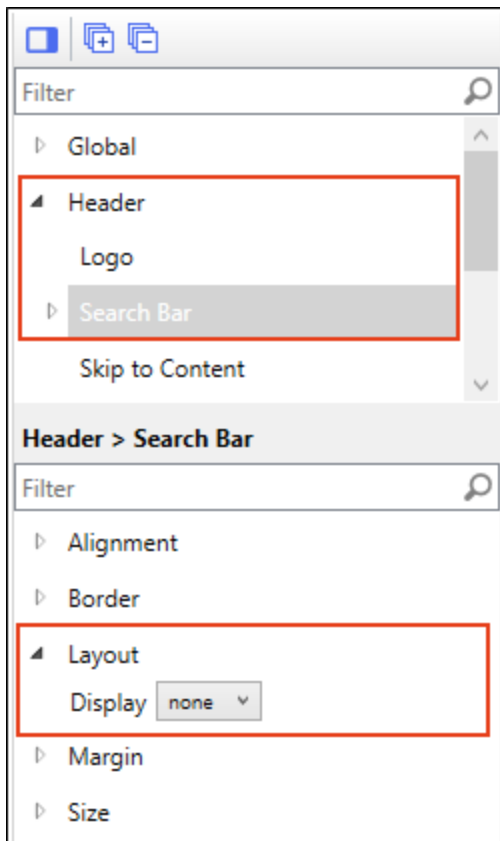 Filter
Global
Header
Logo
Search Bar
Skip to Content
Header > Search Bar
Filter
Alignment
Border
Layout
Display none
Margin
Size